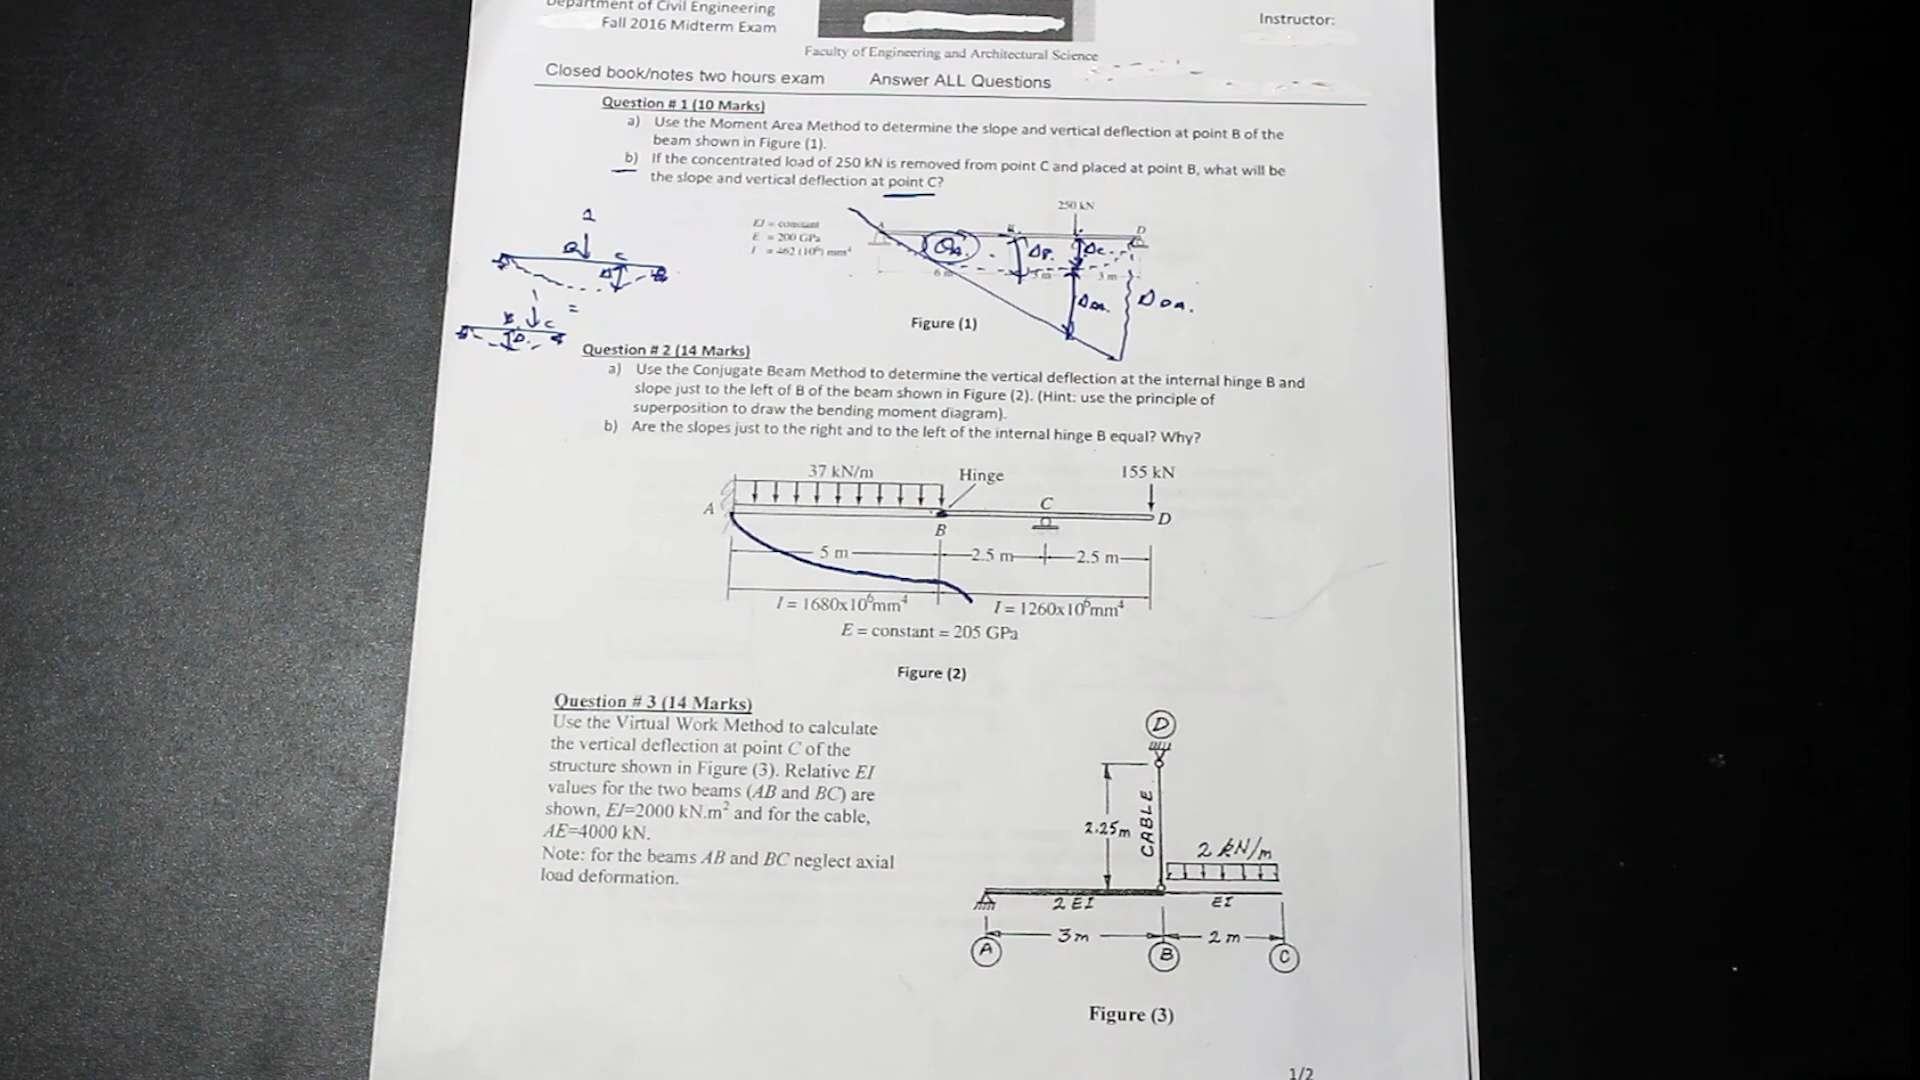 Department of Civil Engineering
Fall 2016 Midterm Exam
Instructor:
Faculty of Engineering and Architectural Science
Closed book/notes two hours exam Answer ALL Questions
Question # 1 (10 Marks)
a) Use the Moment Area Method to determine the slope and vertical deflection at point B of the
beam shown in Figure (1).
b) If the concentrated load of 250 kN is removed from point C and placed at point B, what will be
the slope and vertical deflection at point C?
250 kN
EI = constant
E = 200 GPa
I = 462 (10⁶) mm⁴
D
6 m
3 m
3 m
Figure (1)
Question # 2 (14 Marks)
a) Use the Conjugate Beam Method to determine the vertical deflection at the internal hinge B and
slope just to the left of B of the beam shown in Figure (2). (Hint: use the principle of
superposition to draw the bending moment diagram).
b) Are the slopes just to the right and to the left of the internal hinge B equal? Why?
37 kN/m Hinge 155 kN
A B C D
5 m 2.5 m 2.5 m
I = 1680x10⁶mm⁴ I = 1260x10⁶mm⁴
E = constant = 205 GPa
Figure (2)
Question # 3 (14 Marks)
Use the Virtual Work Method to calculate
the vertical deflection at point C of the
structure shown in Figure (3). Relative EI
values for the two beams (AB and BC) are
shown, EI=2000 kN.m² and for the cable,
AE=4000 kN.
Note: for the beams AB and BC neglect axial
load deformation.
D
CABLE
2.25m
2 kN/m
2 EI EI
3m 2 m
A B C
Figure (3)
1/2